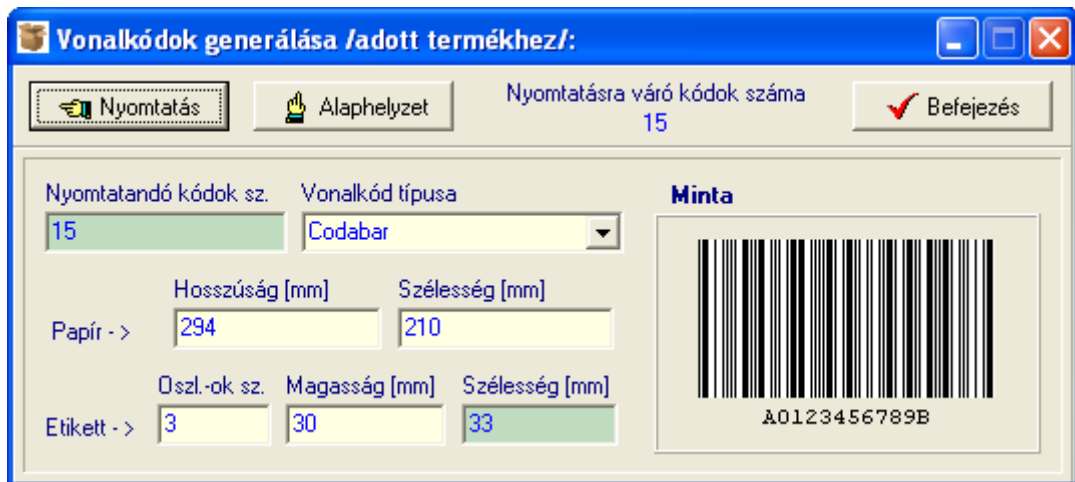 Vonalkódok generálása /adott termékhez/:
Nyomtatás
Alaphelyzet
Nyomtatásra váró kódok száma
15
Befejezés
Nyomtatandó kódok sz.
Vonalkód típusa
15
Codabar
Hosszúság [mm]
Szélesség [mm]
Papír - >
294
210
Oszl.-ok sz.
Magasság [mm]
Szélesség [mm]
Etikett - >
3
30
33
Minta
A0123456789B